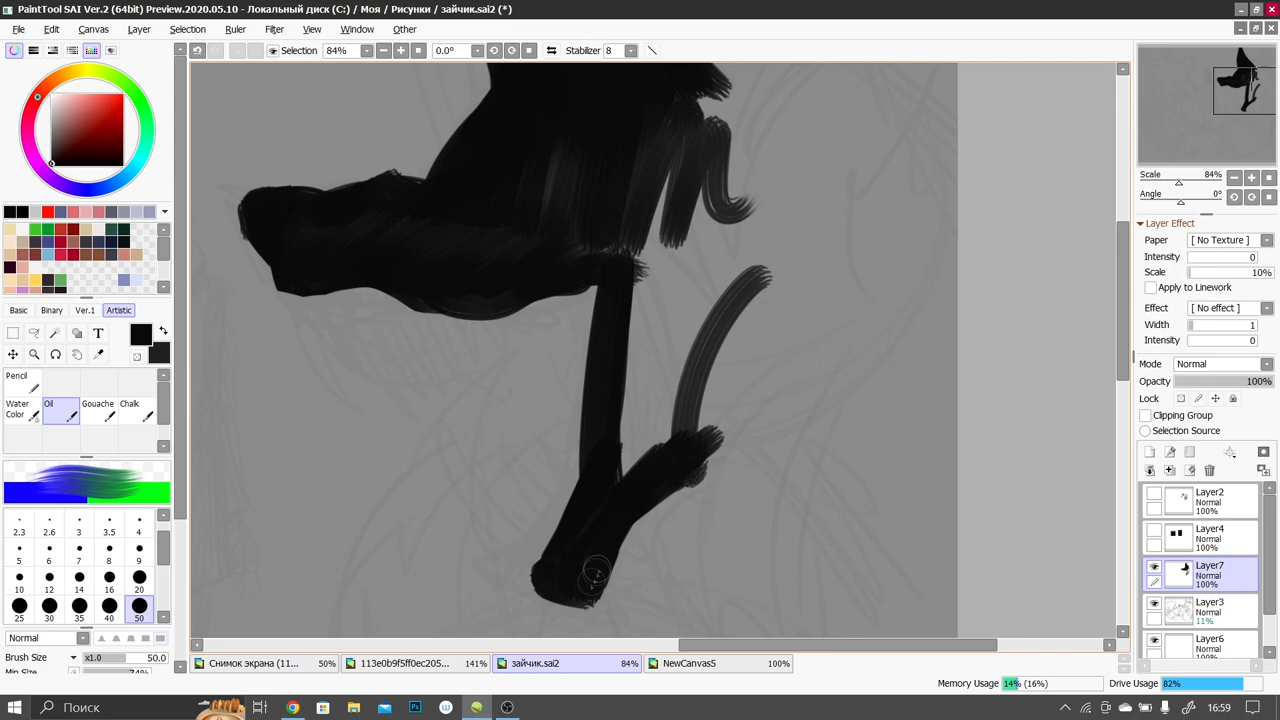 PaintTool SAI Ver.2 (64bit) Preview.2020.05.10 - Локальный диск (C:) / Моя / Рисунки / зайчик.sai2 (*)
File Edit Canvas Layer Selection Ruler Filter View Window Other
Selection 84% 0.0° Stabilizer 8
Scale 84%
Angle 0°
Layer Effect
Paper [ No Texture ]
Intensity 0
Scale 10%
Apply to Linework
Effect [ No effect ]
Width 1
Intensity 0
Mode Normal
Opacity 100%
Lock
Clipping Group
Selection Source
Layer2
Normal
100%
Layer4
Normal
100%
Layer7
Normal
100%
Layer3
Normal
11%
Layer6
Normal
100%
Basic Binary Ver.1 Artistic
T
Pencil
Water Color Oil Gouache Chalk
2.3 2.6 3 3.5 4
5 6 7 8 9
10 12 14 16 20
25 30 35 40 50
Normal
Brush Size x1.0 50.0
Min Size 74%
Снимок экрана (11... 50% 113e0b9f5ff0ec205... 141% зайчик.sai2 84% NewCanvas5 100%
Memory Usage 14% (16%) Drive Usage 82%
Поиск Ps W 16:59